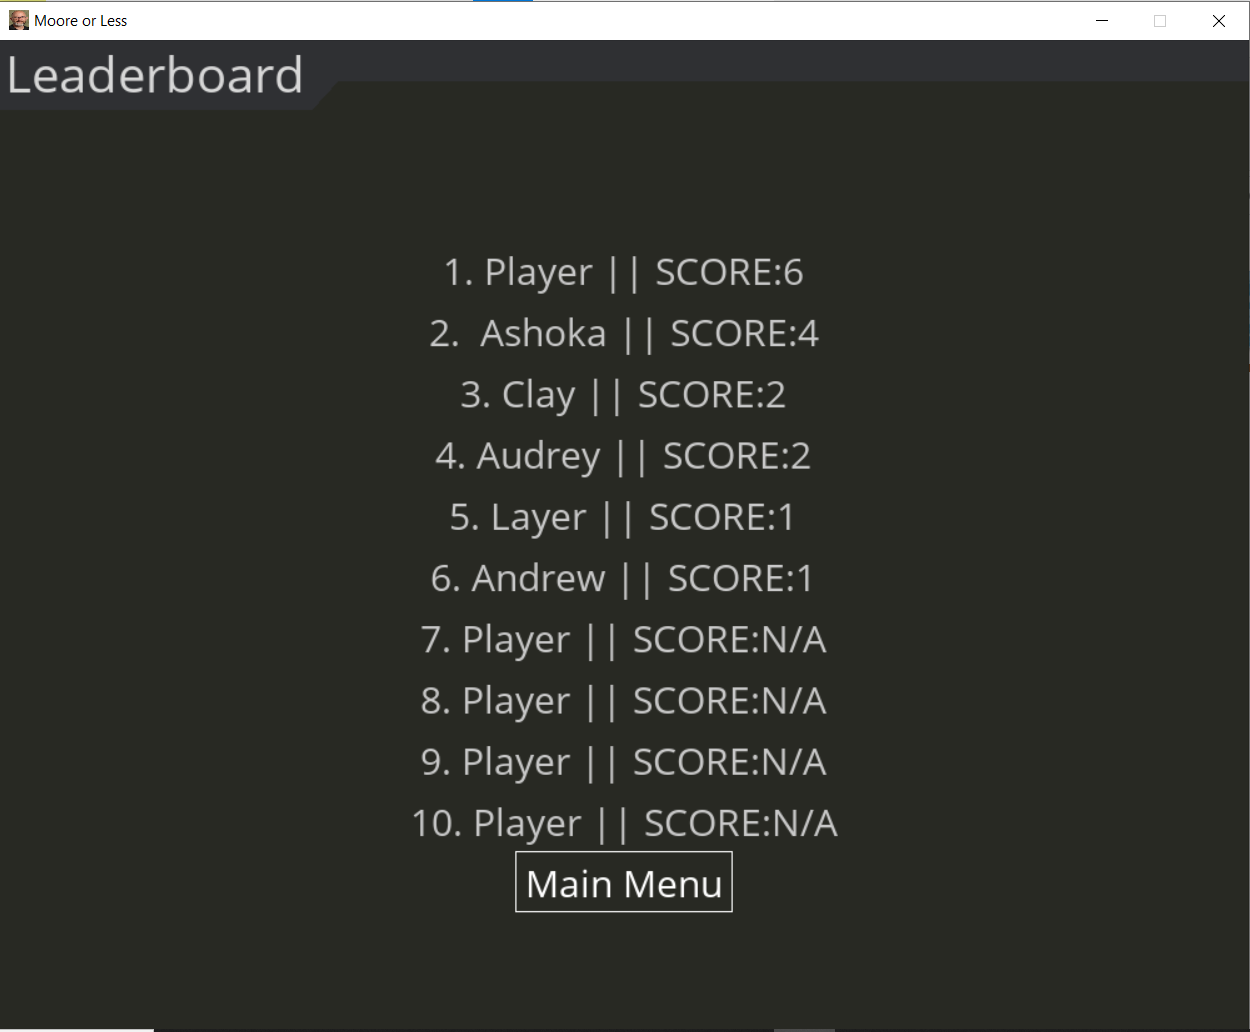 Moore or Less
Leaderboard
1. Player || SCORE:6
2.  Ashoka || SCORE:4
3. Clay || SCORE:2
4. Audrey || SCORE:2
5. Layer || SCORE:1
6. Andrew || SCORE:1
7. Player || SCORE:N/A
8. Player || SCORE:N/A
9. Player || SCORE:N/A
10. Player || SCORE:N/A
Main Menu